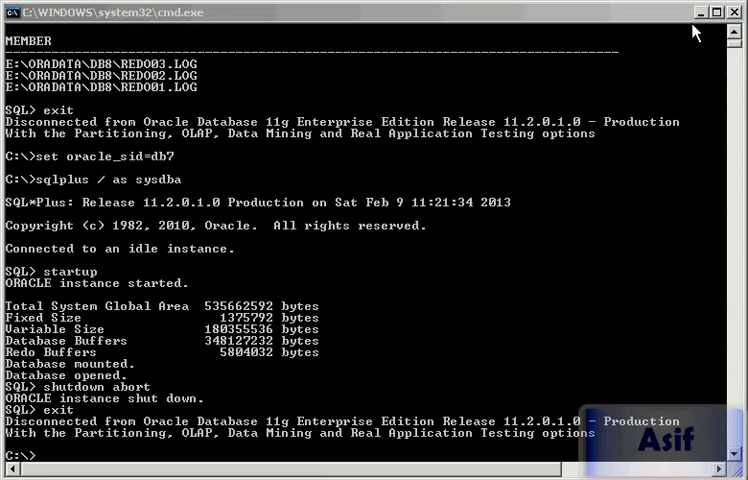 C:\WINDOWS\system32\cmd.exe
MEMBER
--------------------------------------------------------------------------------
E:\ORADATA\DB8\REDO03.LOG
E:\ORADATA\DB8\REDO02.LOG
E:\ORADATA\DB8\REDO01.LOG
SQL> exit
Disconnected from Oracle Database 11g Enterprise Edition Release 11.2.0.1.0 - Production
With the Partitioning, OLAP, Data Mining and Real Application Testing options
C:\>set oracle_sid=db7
C:\>sqlplus / as sysdba
SQL*Plus: Release 11.2.0.1.0 Production on Sat Feb 9 11:21:34 2013
Copyright (c) 1982, 2010, Oracle.  All rights reserved.
Connected to an idle instance.
SQL> startup
ORACLE instance started.
Total System Global Area  535662592 bytes
Fixed Size                  1375792 bytes
Variable Size             180355536 bytes
Database Buffers          348127232 bytes
Redo Buffers                5804032 bytes
Database mounted.
Database opened.
SQL> shutdown abort
ORACLE instance shut down.
SQL> exit
Disconnected from Oracle Database 11g Enterprise Edition Release 11.2.0.1.0 - Production
With the Partitioning, OLAP, Data Mining and Real Application Testing options
C:\>
Asif